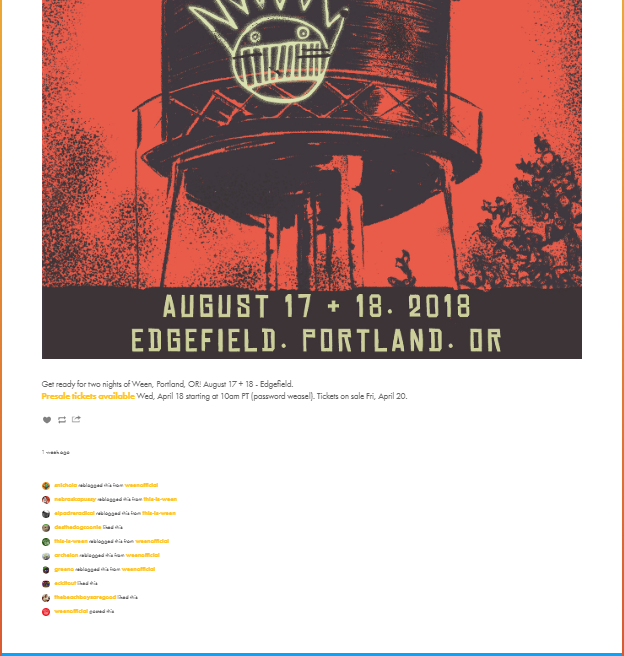 AUGUST 17 + 18. 2018
EDGEFIELD. PORTLAND. OR
Get ready for two nights of Ween, Portland, OR! August 17 + 18 - Edgefield.
Presale tickets available Wed, April 18 starting at 10am PT (password weasel). Tickets on sale Fri, April 20.
1 week ago
reblogged this from weenofficial
reblogged this from this-is-ween
reblogged this from this-is-ween
liked this
this-is-ween reblogged this from weenofficial
reblogged this from weenofficial
reblogged this from weenofficial
liked this
thebeachboysaregood liked this
weenofficial posted this